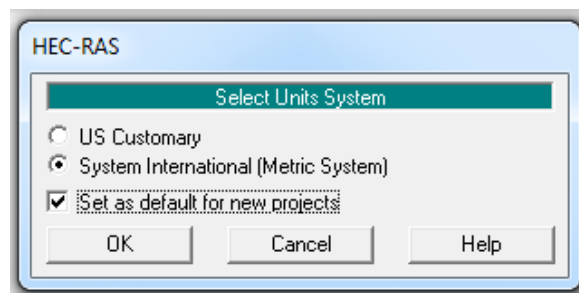 HEC-RAS
Select Units System
US Customary
System International (Metric System)
Set as default for new projects
OK Cancel Help